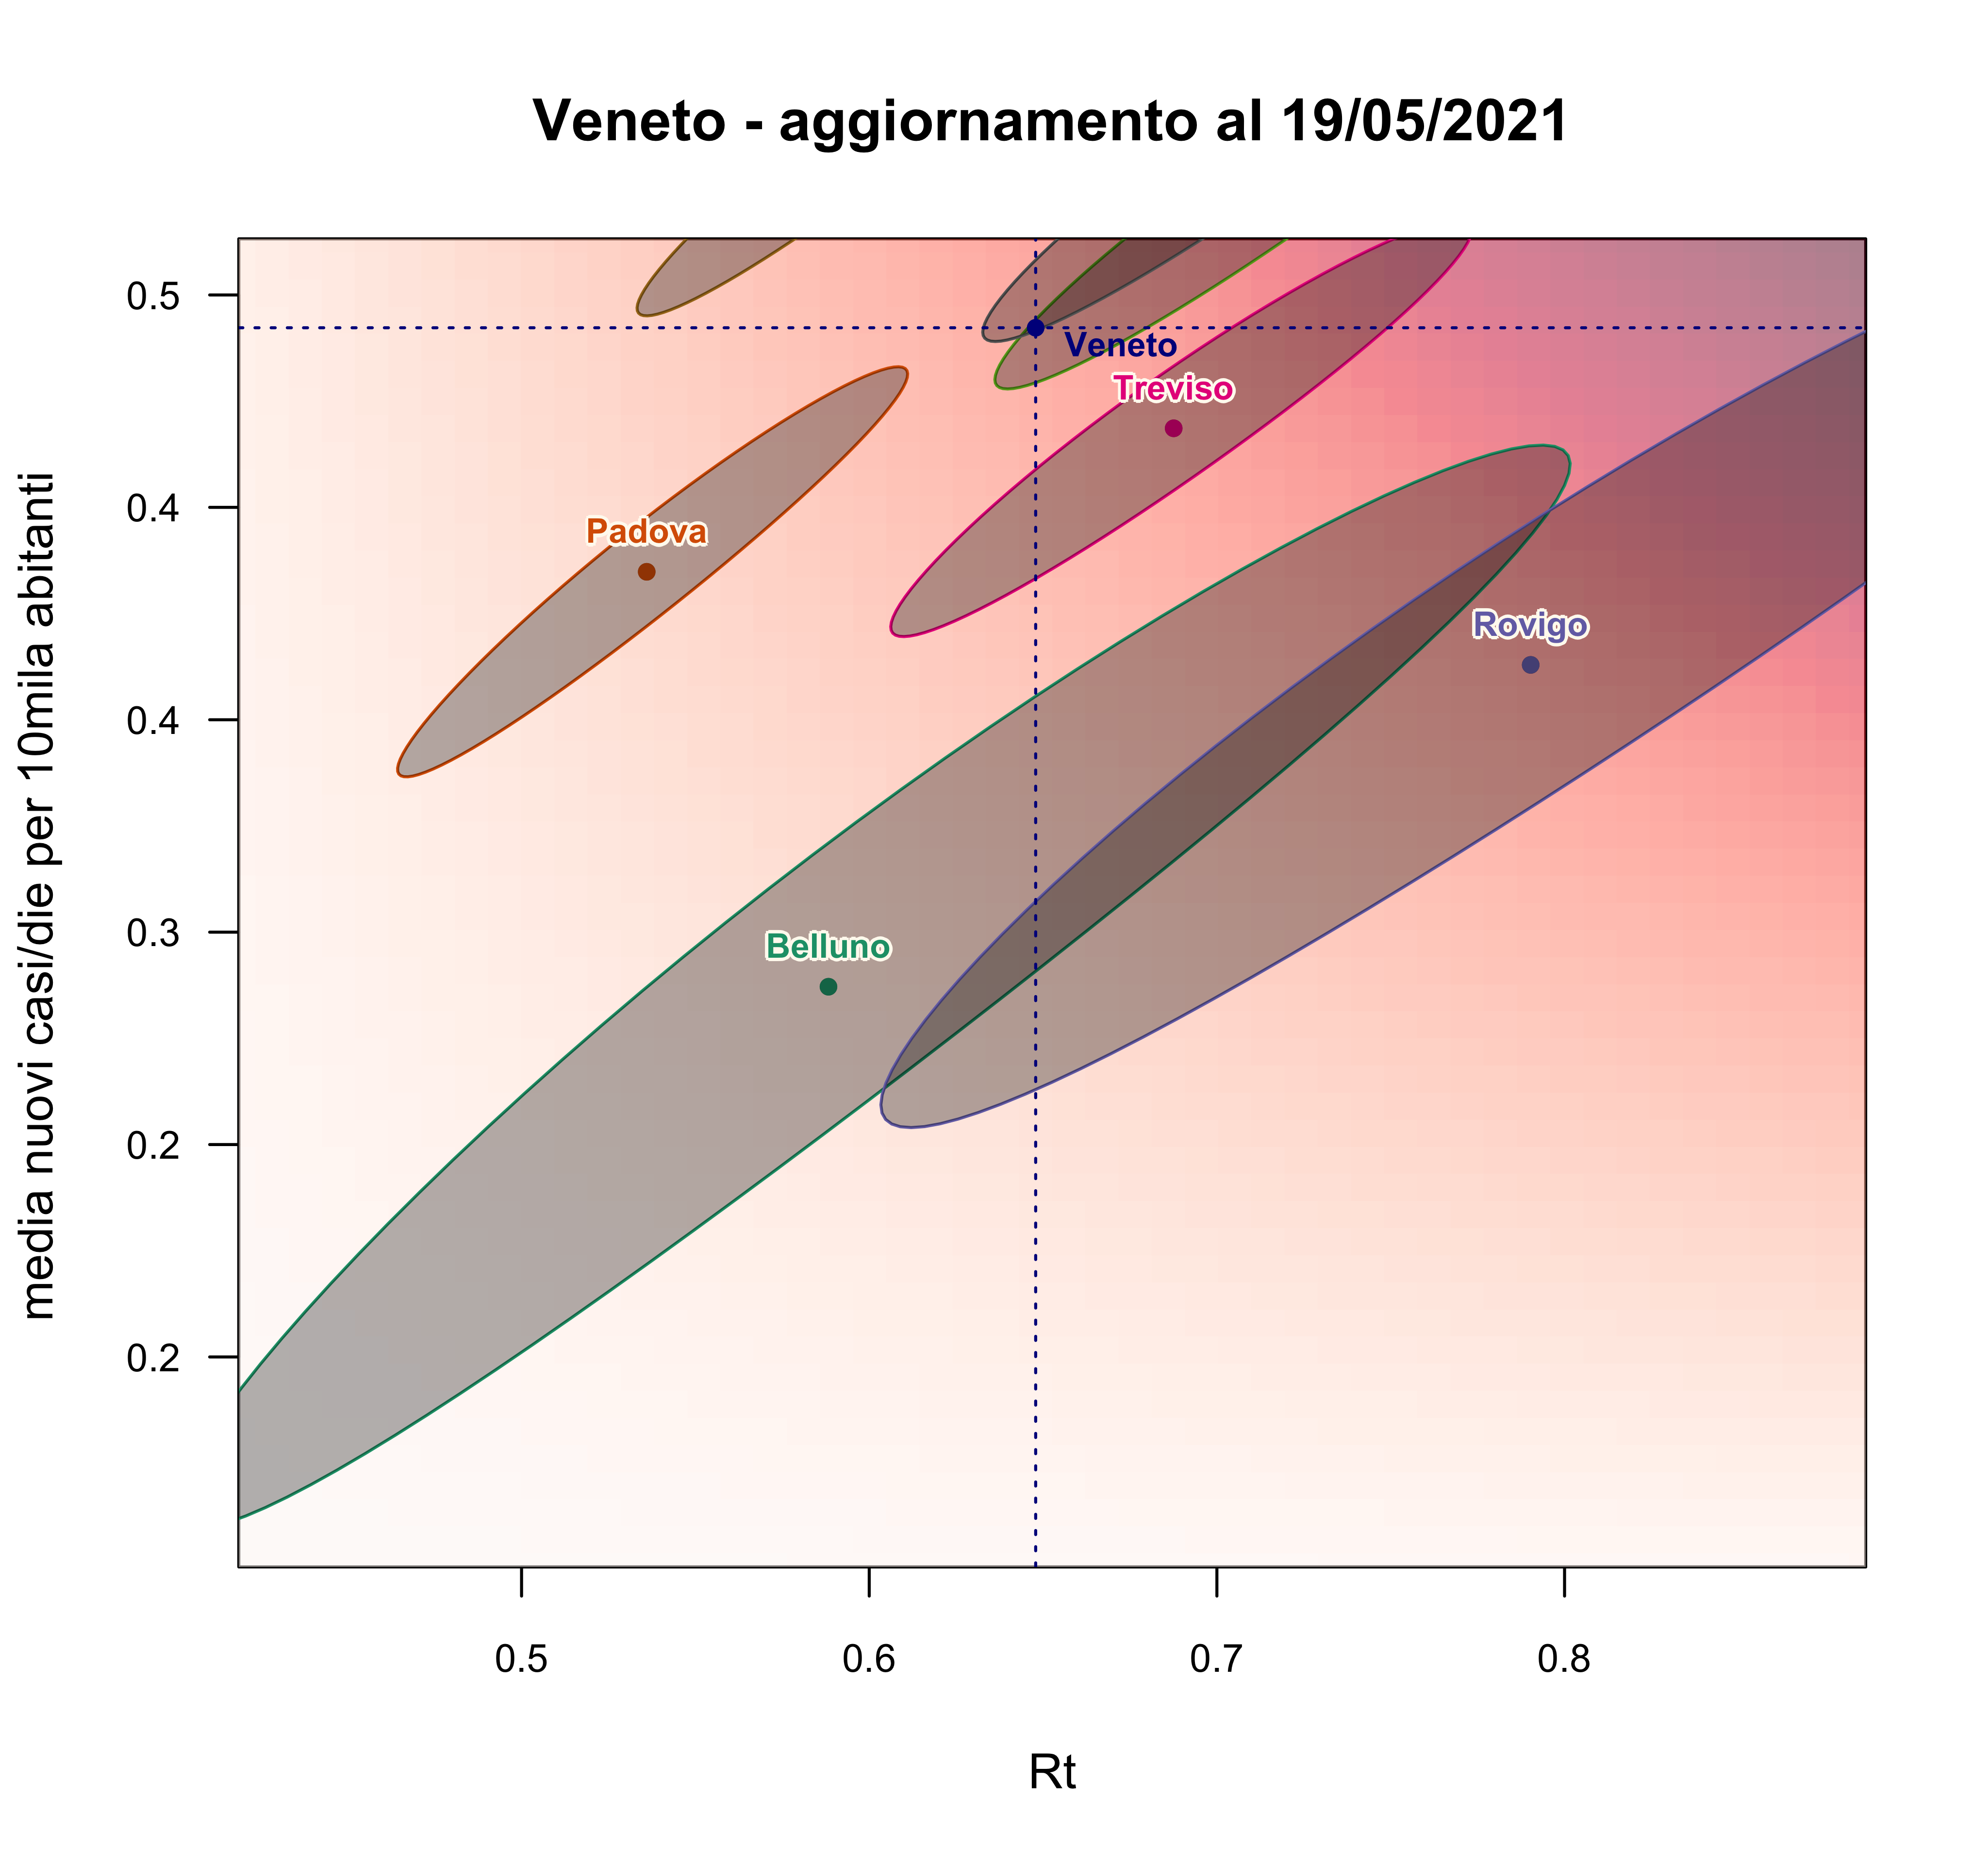 Veneto - aggiornamento al 19/05/2021
media nuovi casi/die per 10mila abitanti
0.5
0.4
0.4
0.3
0.2
0.2
Veneto
Treviso
Padova
Rovigo
Belluno
0.5 0.6 0.7 0.8
Rt